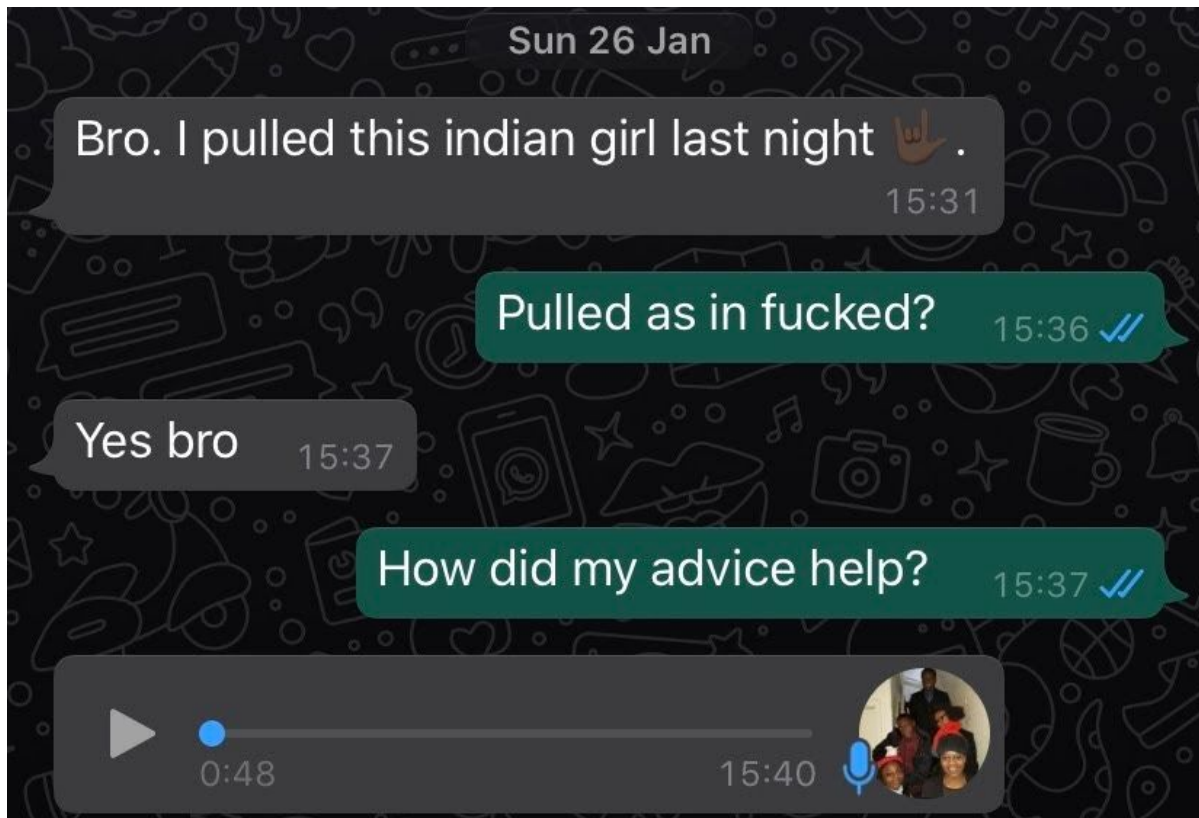 Sun 26 Jan
Bro. I pulled this indian girl last night 🤟🏾.
15:31
Pulled as in fucked?
15:36
Yes bro
15:37
How did my advice help?
15:37
0:48
15:40